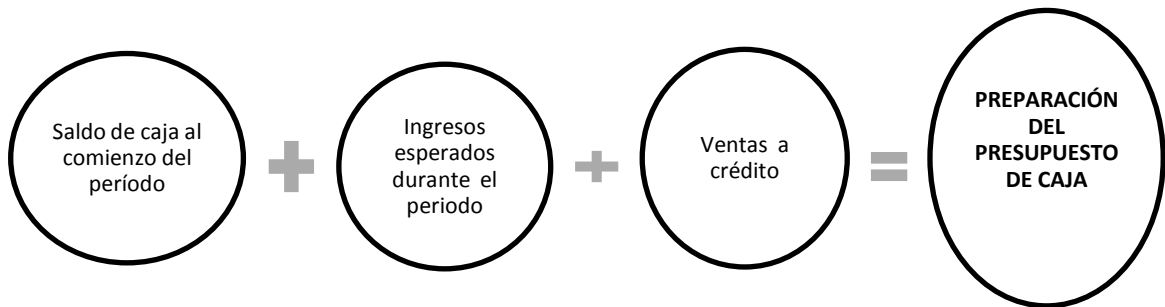 Saldo de caja al
comienzo del
período
+
Ingresos
esperados
durante el
periodo
+
Ventas a
crédito
=
PREPARACIÓN
DEL
PRESUPUESTO
DE CAJA